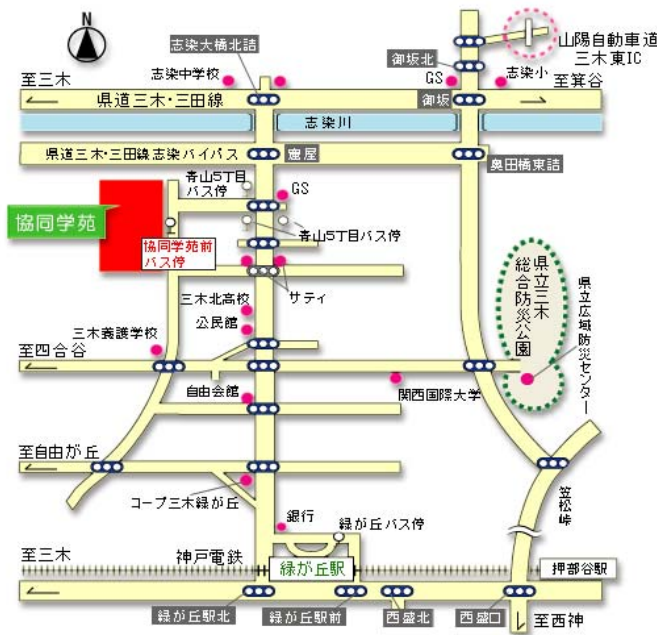 N
志染大橋北詰
御坂北
山陽自動車道
三木東IC
至三木
志染中学校
GS
志染小
至箕谷
県道三木・三田線
御坂
志染川
県道三木・三田線志染バイパス
窟屋
奥田橋東詰
青山5丁目
バス停
GS
協同学苑
青山5丁目バス停
協同学苑前
バス停
サティ
県立三木
総合防災公園
県立広域防災センター
三木北高校
公民館
三木養護学校
至四合谷
自由会館
関西国際大学
至自由が丘
コープ三木緑が丘
笠松峠
銀行
緑が丘バス停
至三木
神戸電鉄
緑が丘駅
押部谷駅
緑が丘駅北
緑が丘駅前
西盛北
西盛口
至西神